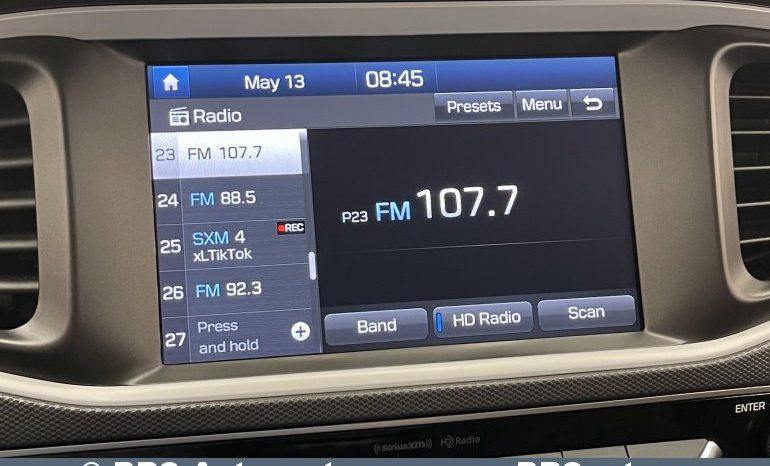 May 13 08:45
Radio Presets Menu
23 FM 107.7
24 FM 88.5
25 SXM 4 REC
xLTikTok
26 FM 92.3
27 Press
and hold
P23 FM 107.7
Band HD Radio Scan
ENTER
((SiriusXM)) HD Radio